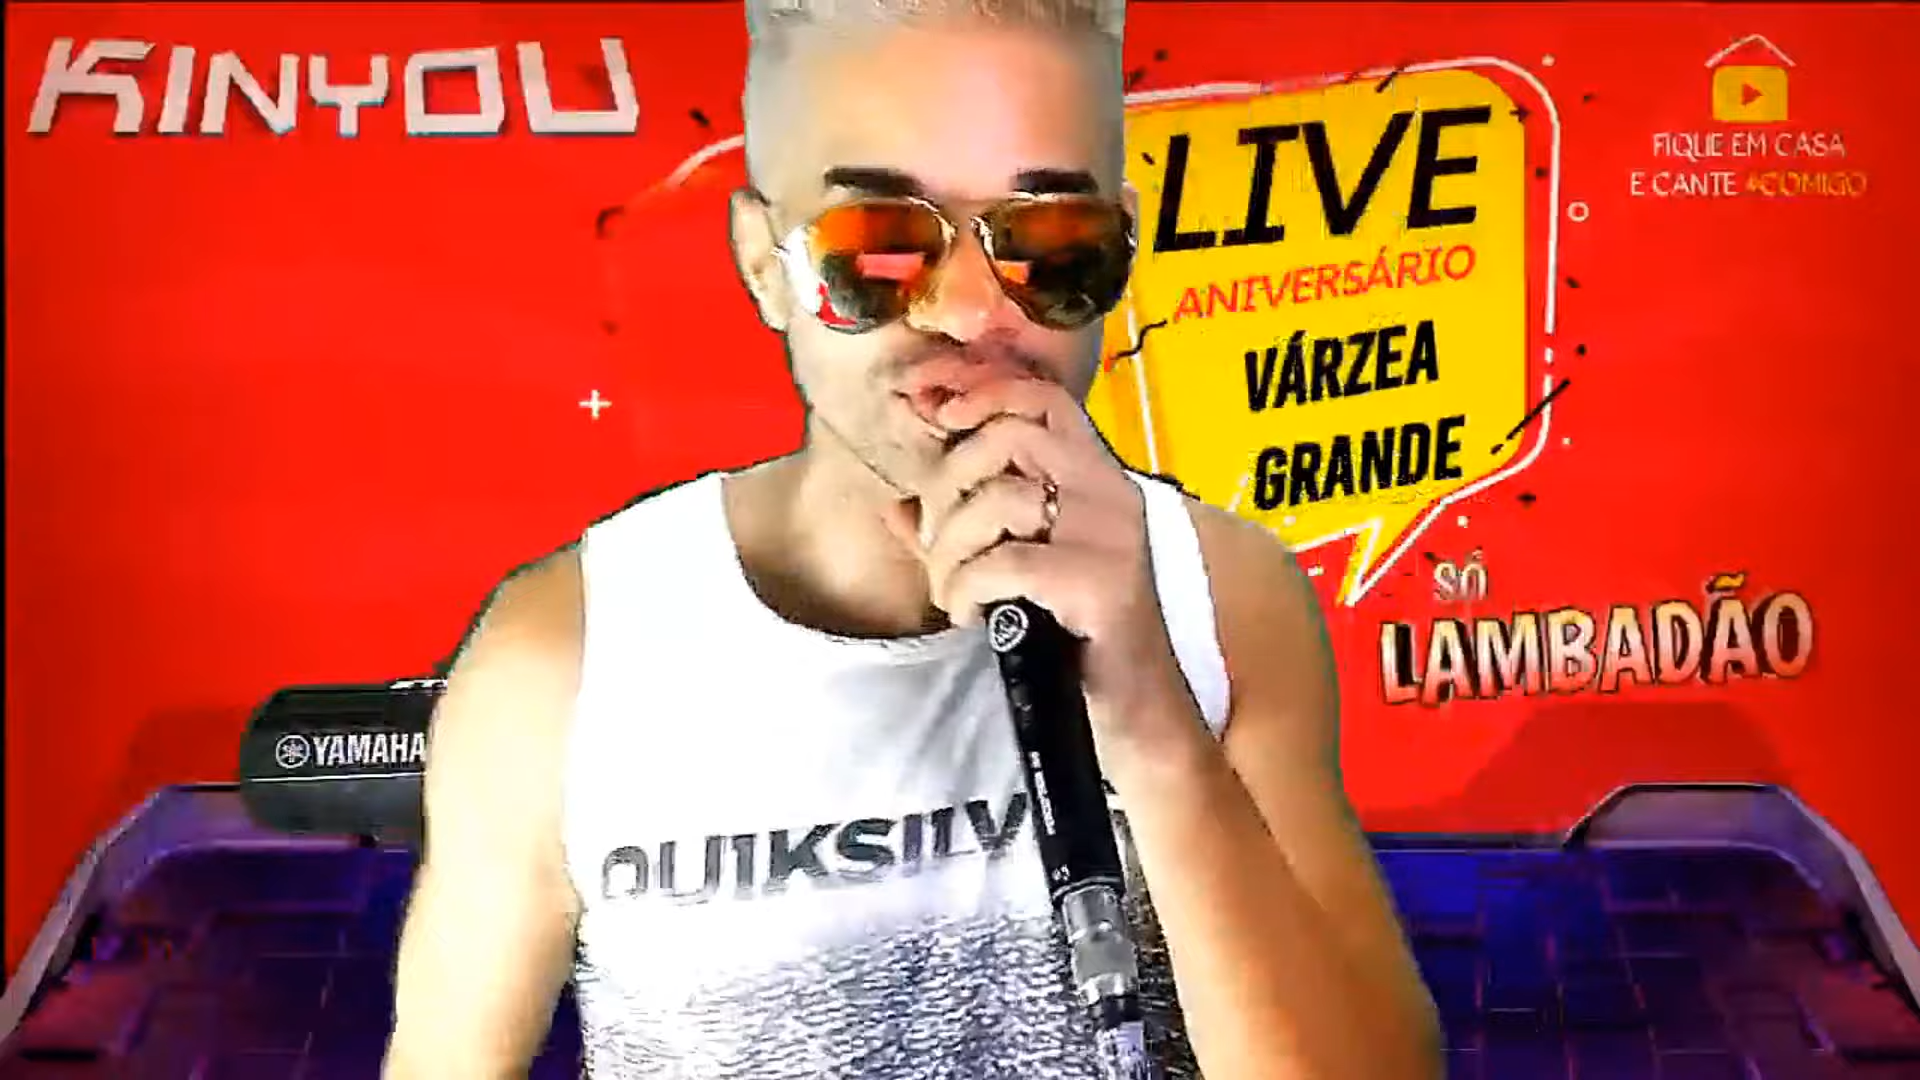 KINYOU
LIVE
ANIVERSÁRIO
VÁRZEA
GRANDE
FIQUE EM CASA
E CANTE #COMIGO
SÓ
LAMBADÃO
YAMAHA
QUIKSILV